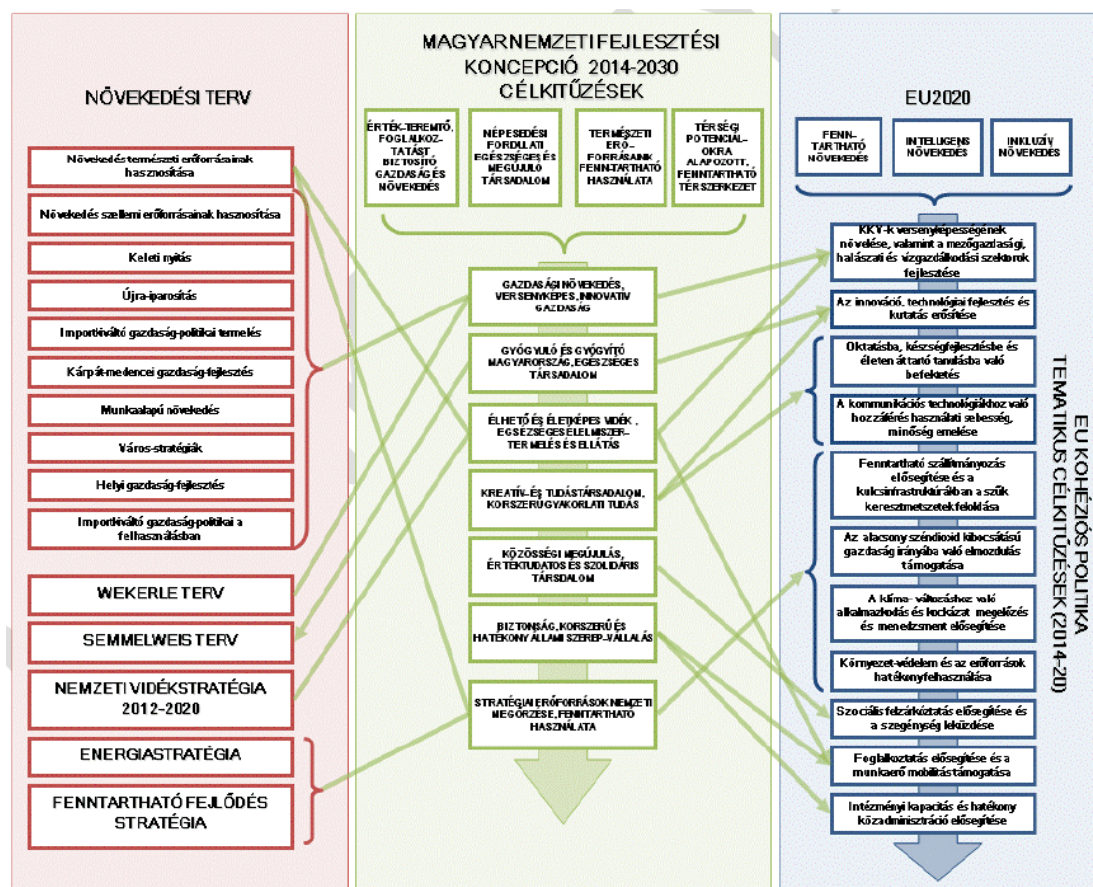 NÖVEKEDÉSI TERV
Növekedés természeti erőforrásainak
hasznosítása
Növekedés szellemi erőforrásainak hasznosítása
Keleti nyitás
Újra-iparosítás
Importkiváltó gazdaság-politikai termelés
Kárpát-medencei gazdaság-fejlesztés
Munkaalapú növekedés
Város-stratégiák
Helyi gazdaság-fejlesztés
Importkiváltó gazdaság-politikai a
felhasználásban
WEKERLE TERV
SEMMELWEIS TERV
NEMZETI VIDÉKSTRATÉGIA
2012-2020
ENERGIASTRATÉGIA
FENNTARTHATÓ FEJLŐDÉS
STRATÉGIA
MAGYAR NEMZETI FEJLESZTÉSI
KONCEPCIÓ 2014-2030
CÉLKITŰZÉSEK
ÉRTÉK-TEREMTŐ,
FOGLALKOZ-
TATÁST
BIZTOSÍTÓ
GAZDASÁG ÉS
NÖVEKEDÉS
NÉPESEDÉSI
FORDULATI
EGÉSZSÉGES ÉS
MEGÚJULÓ
TÁRSADALOM
TERMÉSZETI
ERŐ-
FORRÁSAINK
FENN-TARTHATÓ
HASZNÁLATA
TÉRSÉGI
POTENCIÁL-
OKRA
ALAPOZOTT,
FENNTARTHATÓ
TÉRSZERKEZET
GAZDASÁGI NÖVEKEDÉS,
VERSENYKÉPES, INNOVATÍV
GAZDASÁG
GYÓGYULÓ ÉS GYÓGYÍTÓ
MAGYARORSZÁG, EGÉSZSÉGES
TÁRSADALOM
ÉLHETŐ ÉS ÉLETKÉPES VIDÉK,
EGSÉZSÉGES ÉLELMISZER-
TERMELÉS ÉS ELLÁTÁS
KREATÍV- ÉS TUDÁSTÁRSADALOM,
KORSZERŰ GYAKORLATI TUDÁS
KÖZÖSSÉGI MEGÚJULÁS,
ÉRTÉKTUDATOS ÉS SZOLIDÁRIS
TÁRSDALOM
BIZTONSÁG, KORSZERŰ ÉS
HATÉKONY ÁLLAMI SZEREP-VÁLLALÁS
STRATÉGIAI ERŐFORRÁSOK NEMZETI
MEGŐRZÉSE, FENNTARTHATÓ
HASZNÁLATA
EU2020
FENN-
TARTHATÓ
NÖVEKEDÉS
INTELIGENS
NÖVEKEDÉS
INKLUZÍV
NÖVEKEDÉS
KKV-k versenyképességének
növelése, valamint a mezőgazdasági,
halászati és vízgazdálkodási szektorok
fejlesztése
Az innováció, technológiai fejlesztés és
kutatás erősítése
Oktatásba, készségfejlesztésbe és
életen át tartó tanulásba való
befektetés
A kommunikációs technológiákhoz való
hozzáférés használati sebesség,
minőség emelése
Fenntartható szállítmányozás
elősegítése és a
kulcsinfrastruktúrákban a szűk
keresztmetszetek feloldása
Az alacsony széndioxid kibocsátású
gazdaság irányába való elmozdulás
támogatása
A klíma- változáshoz való
alkalmazkodás és kockázat megelőzés
és menedzsment elősegítése
Környezet-védelem és az erőforrások
hatékony felhasználása
Szociális felzárkóztatás elősegítése és
a szegénység leküzdése
Foglalkoztatás elősegítése és a
munkaerő mobilitás támogatása
Intézményi kapacitás és hatékony
közadminisztráció elősegítése
EU KOHÉZIÓS POLITIKA
TEMATIKUS CÉLKITŰZÉSEK (2014-20)